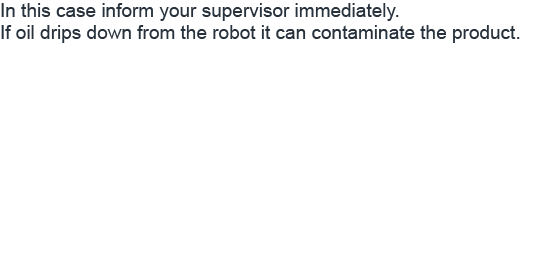 In this case inform your supervisor immediately.
If oil drips down from the robot it can contaminate the product.